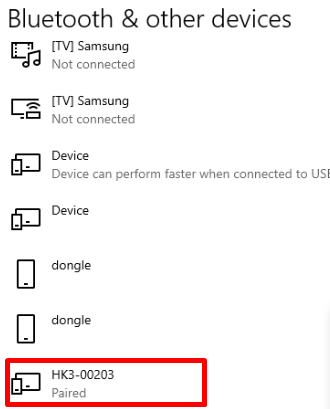 Bluetooth & other devices
[TV] Samsung
Not connected
[TV] Samsung
Not connected
Device
Device can perform faster when connected to USB
Device
dongle
dongle
HK3-00203
Paired